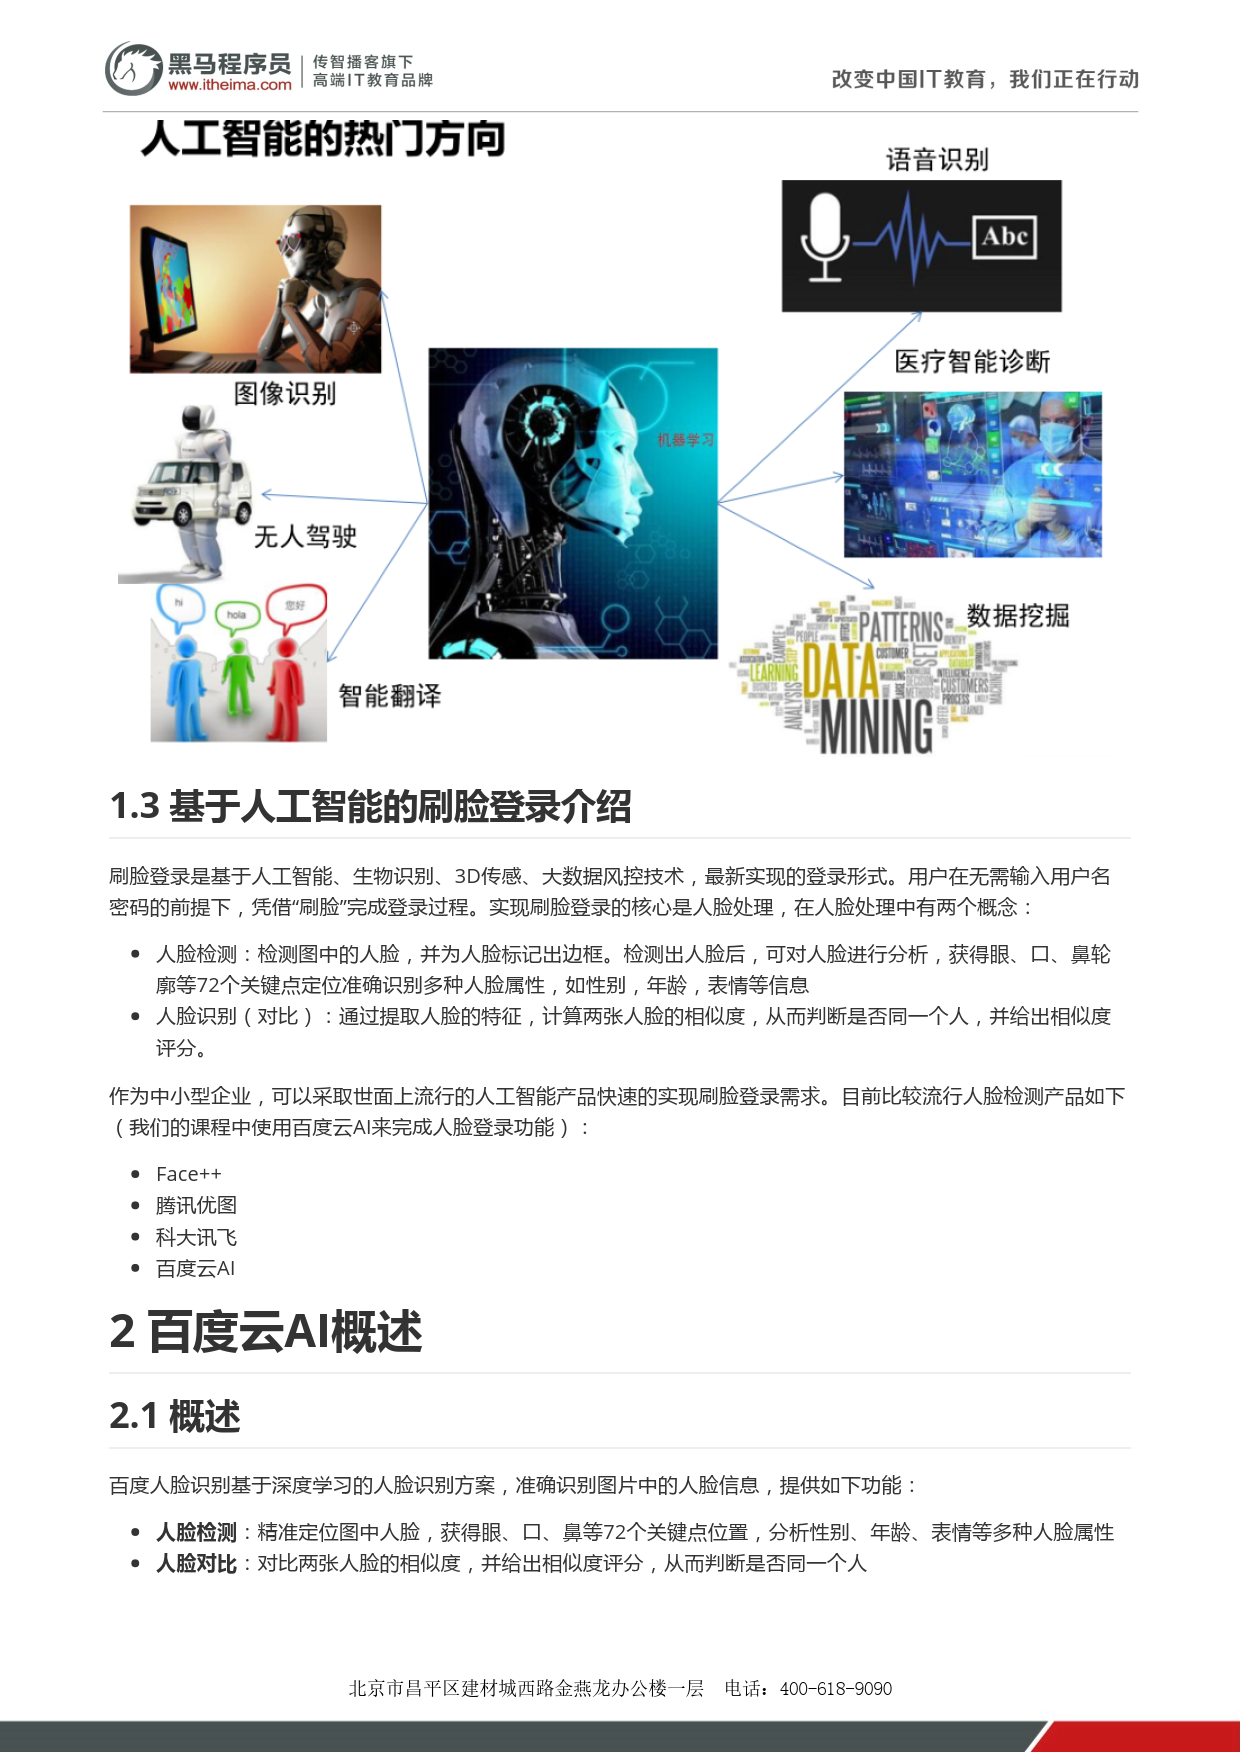 黑马程序员
www.itheima.com
传智播客旗下
高端IT教育品牌
改变中国IT教育，我们正在行动
人工智能的热门方向
语音识别
Abc
图像识别
医疗智能诊断
机器学习
无人驾驶
hi
hola
您好
智能翻译
数据挖掘
PATTERNS
PEOPLE
EXAMPLE
LEARNING
DATA
SET
CUSTOMER
MODELING
INTELLIGENCE
CUSTOMERS
PROCESS
ANALYSIS
MINING
OFFER
LEARNED
1.3 基于人工智能的刷脸登录介绍
刷脸登录是基于人工智能、生物识别、3D传感、大数据风控技术，最新实现的登录形式。用户在无需输入用户名
密码的前提下，凭借“刷脸”完成登录过程。实现刷脸登录的核心是人脸处理，在人脸处理中有两个概念：
人脸检测：检测图中的人脸，并为人脸标记出边框。检测出人脸后，可对人脸进行分析，获得眼、口、鼻轮
廓等72个关键点定位准确识别多种人脸属性，如性别，年龄，表情等信息
人脸识别（对比）：通过提取人脸的特征，计算两张人脸的相似度，从而判断是否同一个人，并给出相似度
评分。
作为中小型企业，可以采取世面上流行的人工智能产品快速的实现刷脸登录需求。目前比较流行人脸检测产品如下
（我们的课程中使用百度云AI来完成人脸登录功能）：
Face++
腾讯优图
科大讯飞
百度云AI
2 百度云AI概述
2.1 概述
百度人脸识别基于深度学习的人脸识别方案，准确识别图片中的人脸信息，提供如下功能：
人脸检测：精准定位图中人脸，获得眼、口、鼻等72个关键点位置，分析性别、年龄、表情等多种人脸属性
人脸对比：对比两张人脸的相似度，并给出相似度评分，从而判断是否同一个人
北京市昌平区建材城西路金燕龙办公楼一层 电话：400-618-9090